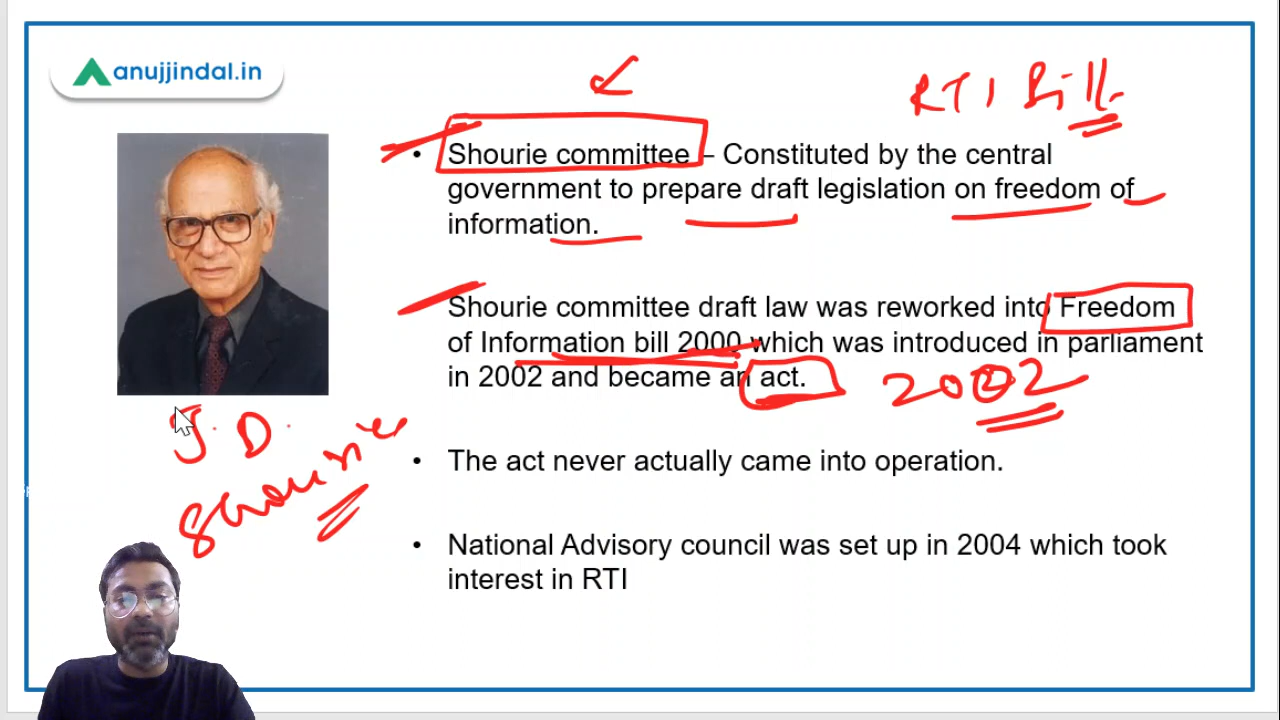 anujjindal.in
RTI Bill
• Shourie committee – Constituted by the central
government to prepare draft legislation on freedom of
information.
Shourie committee draft law was reworked into Freedom
of Information bill 2000 which was introduced in parliament
in 2002 and became an act.
2002
J. D.
Shourie
• The act never actually came into operation.
• National Advisory council was set up in 2004 which took
interest in RTI